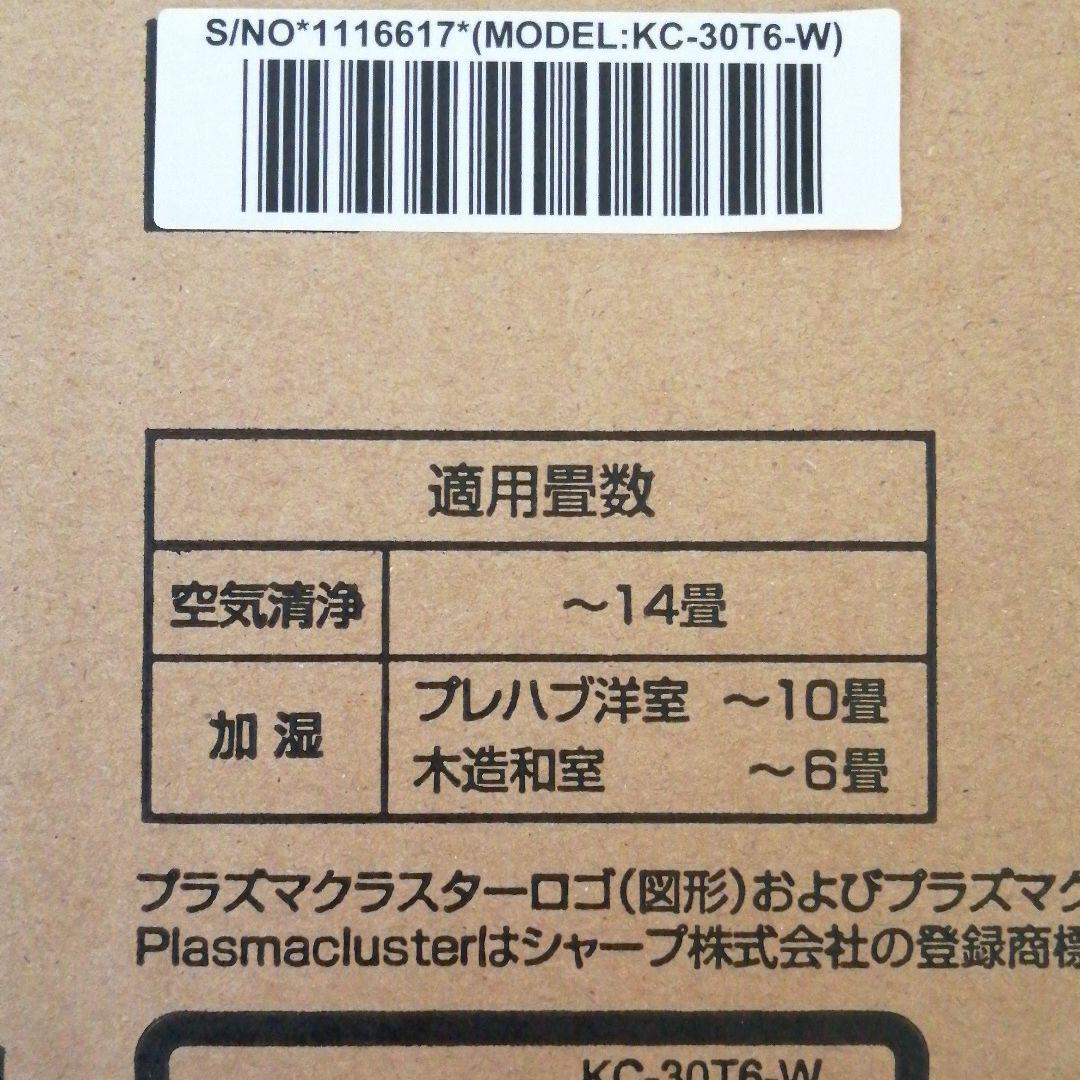 S/NO*1116617*(MODEL:KC-30T6-W)
適用畳数
空気清浄 ～14畳
加湿 プレハブ洋室 ～10畳
木造和室 ～6畳
プラズマクラスターロゴ(図形)およびプラズマク
Plasmaclusterはシャープ株式会社の登録商標
KC-30T6-W